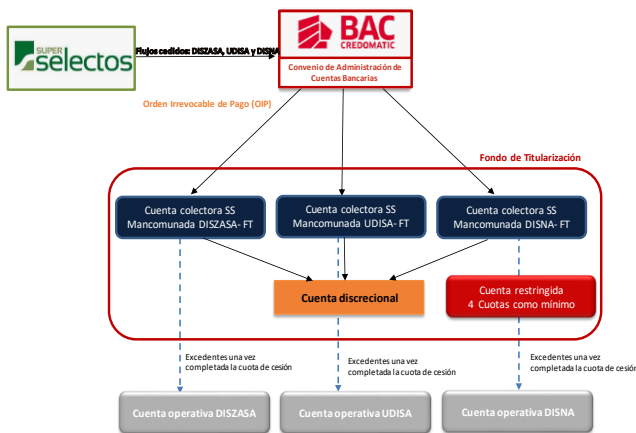 SUPER
selectos
Flujos cedidos: DISZASA, UDISA y DISNA
BAC
CREDOMATIC
Convenio de Administración de
Cuentas Bancarias
Orden Irrevocable de Pago (OIP)
Fondo de Titularización
Cuenta colectora SS
Mancomunada DISZASA- FT
Cuenta colectora SS
Mancomunada UDISA- FT
Cuenta colectora SS
Mancomunada DISNA- FT
Cuenta discrecional
Cuenta restringida
4 Cuotas como mínimo
Excedentes una vez
completada la cuota de cesión
Excedentes una vez
completada la cuota de cesión
Excedentes una vez
completada la cuota de cesión
Cuenta operativa DISZASA
Cuenta operativa UDISA
Cuenta operativa DISNA